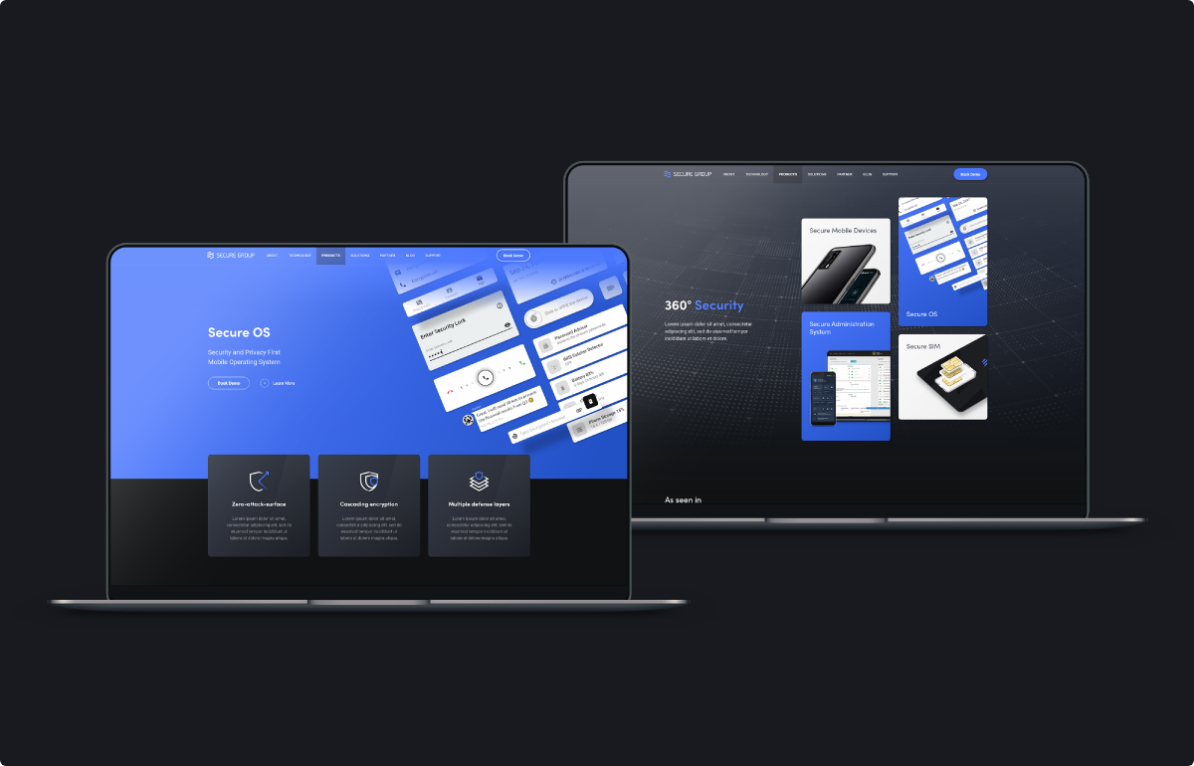 SECURE GROUP
ABOUT TECHNOLOGY PRODUCTS SOLUTIONS PARTNER BLOG SUPPORT
Book Demo
Secure OS
Security and Privacy First
Mobile Operating System
Book Demo
Learn More
Enter Security Lock
Password Advisor
Zero-attack-surface
Lorem ipsum dolor sit amet,
consectetur adipiscing elit, sed do
eiusmod tempor incididunt ut
labore et dolore magna aliqua.
Cascading encryption
Lorem ipsum dolor sit amet,
consectetur adipiscing elit, sed do
eiusmod tempor incididunt ut
labore et dolore magna aliqua.
Multiple defense layers
Lorem ipsum dolor sit amet,
consectetur adipiscing elit, sed do
eiusmod tempor incididunt ut
labore et dolore magna aliqua.
SECURE GROUP
ABOUT TECHNOLOGY PRODUCTS SOLUTIONS PARTNER BLOG SUPPORT
Book Demo
360° Security
Lorem ipsum dolor sit amet, consectetur
adipiscing elit, sed do eiusmod tempor
incididunt ut labore et dolore.
Secure Mobile Devices
Secure Administration
System
Secure OS
Secure SIM
As seen in